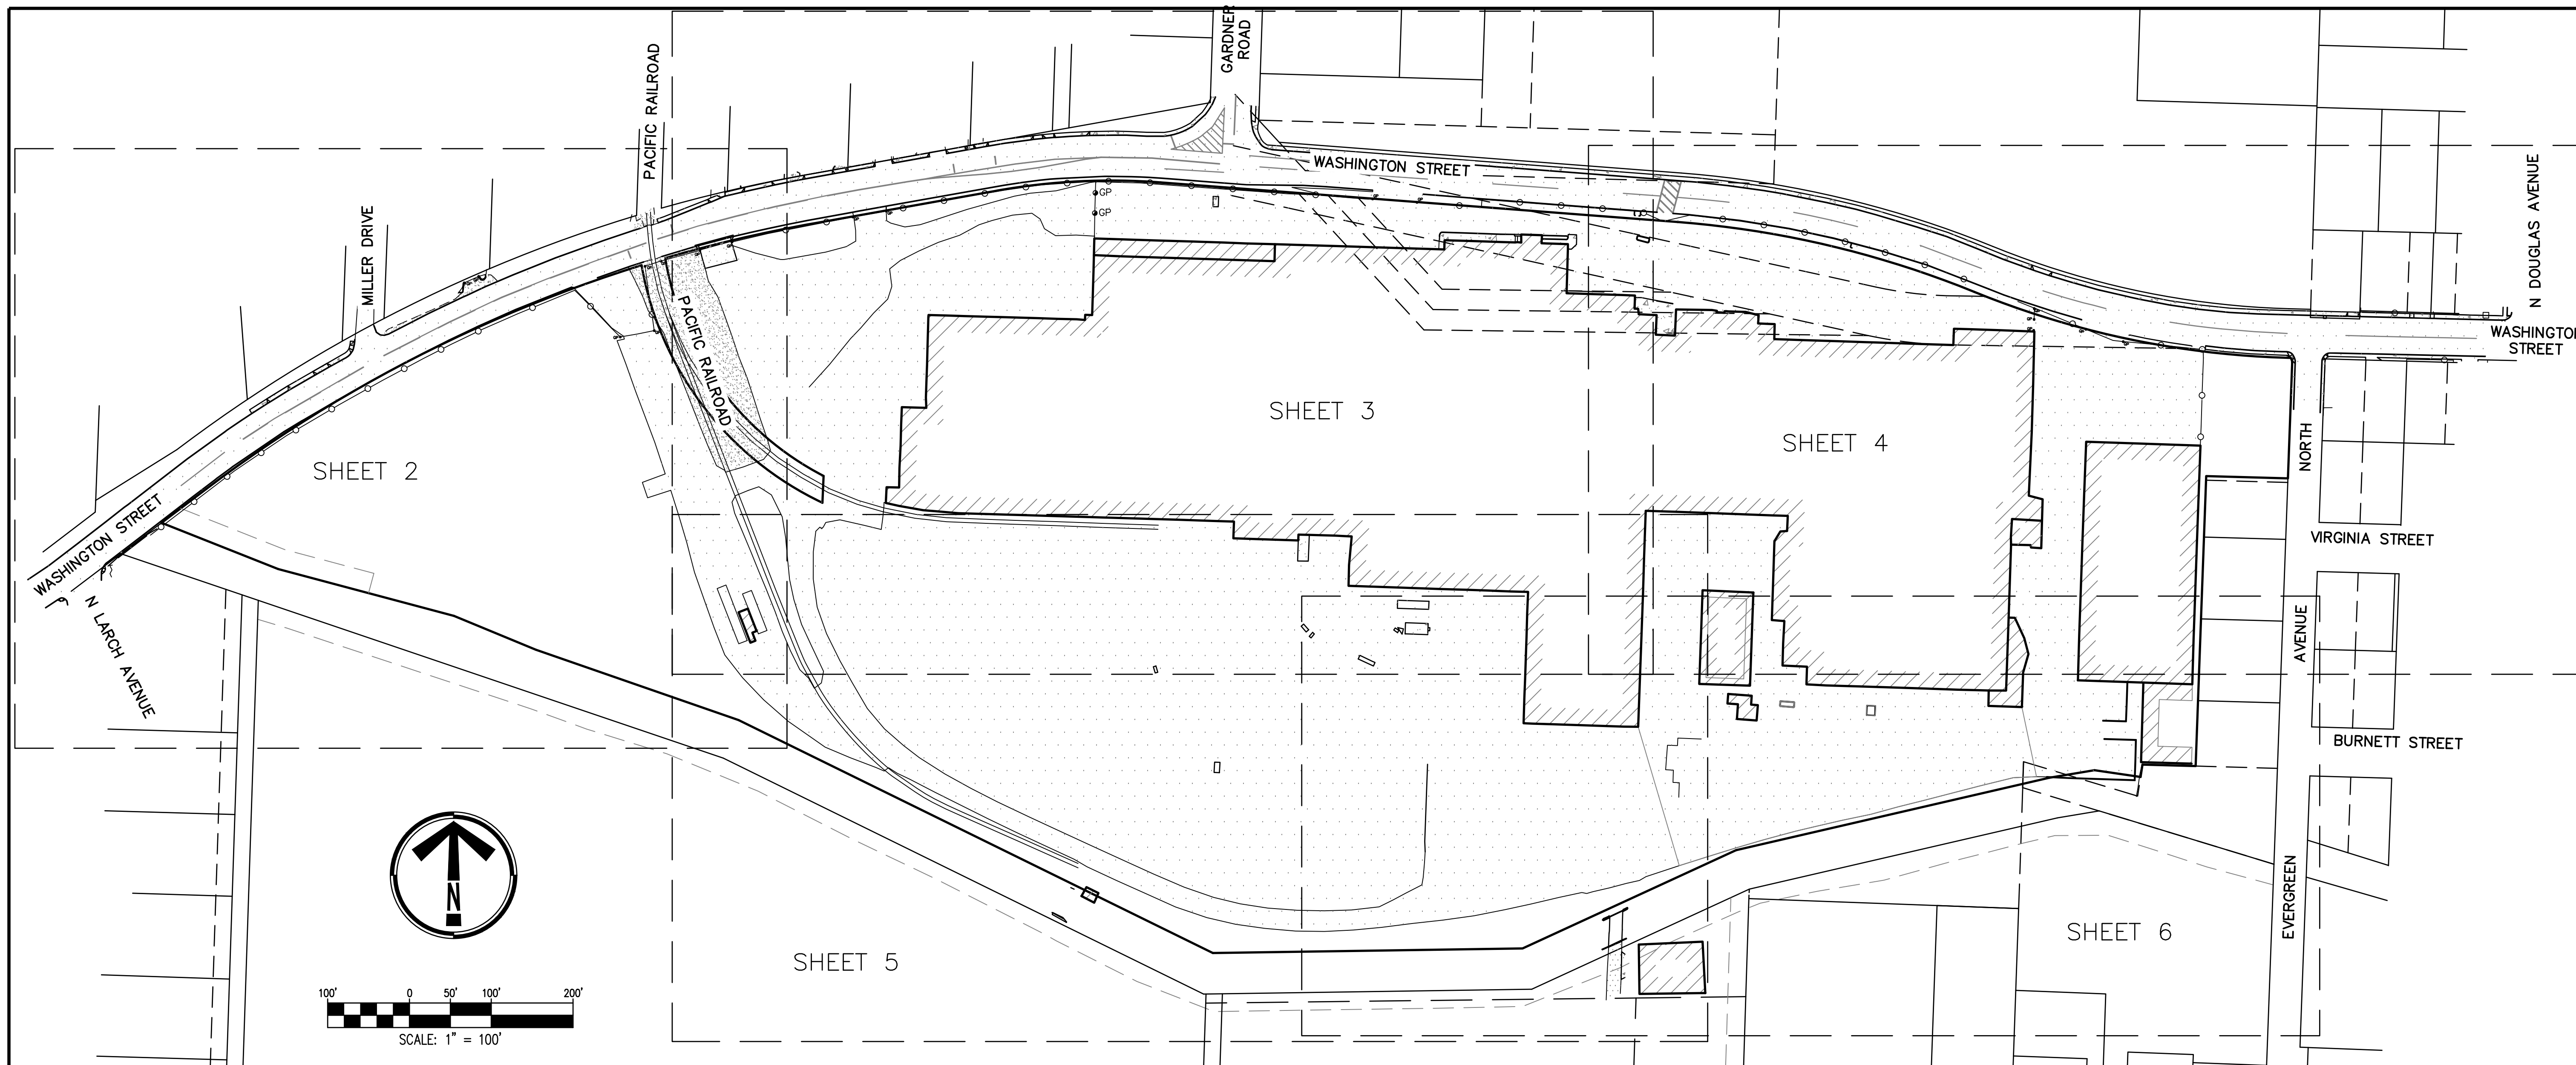 GARDNER
ROAD
PACIFIC RAILROAD
WASHINGTON STREET
N DOUGLAS AVENUE
GP
GP
MILLER DRIVE
PACIFIC RAILROAD
WASHINGTON
STREET
SHEET 3
SHEET 4
NORTH
SHEET 2
WASHINGTON STREET
VIRGINIA STREET
N LARCH AVENUE
AVENUE
BURNETT STREET
N
EVERGREEN
SHEET 6
SHEET 5
100' 0 50' 100' 200'
SCALE: 1" = 100'